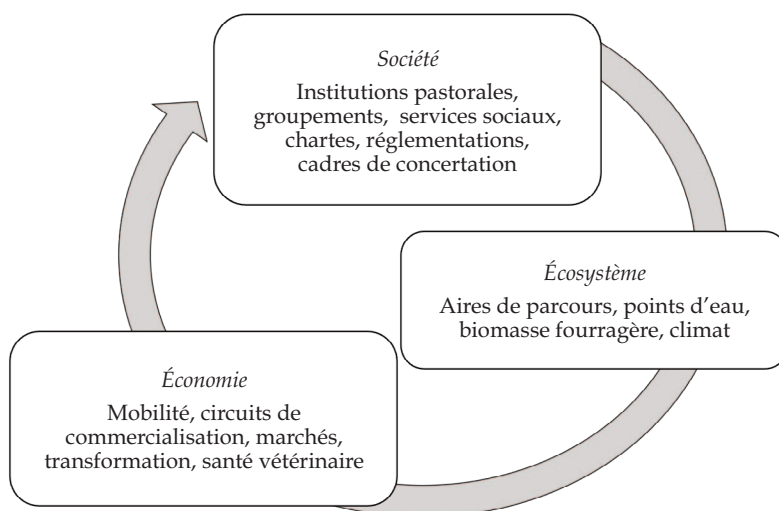 Société
Institutions pastorales,
groupements, services sociaux,
chartes, réglementations,
cadres de concertation
Écosystème
Aires de parcours, points d'eau,
biomasse fourragère, climat
Économie
Mobilité, circuits de
commercialisation, marchés,
transformation, santé vétérinaire